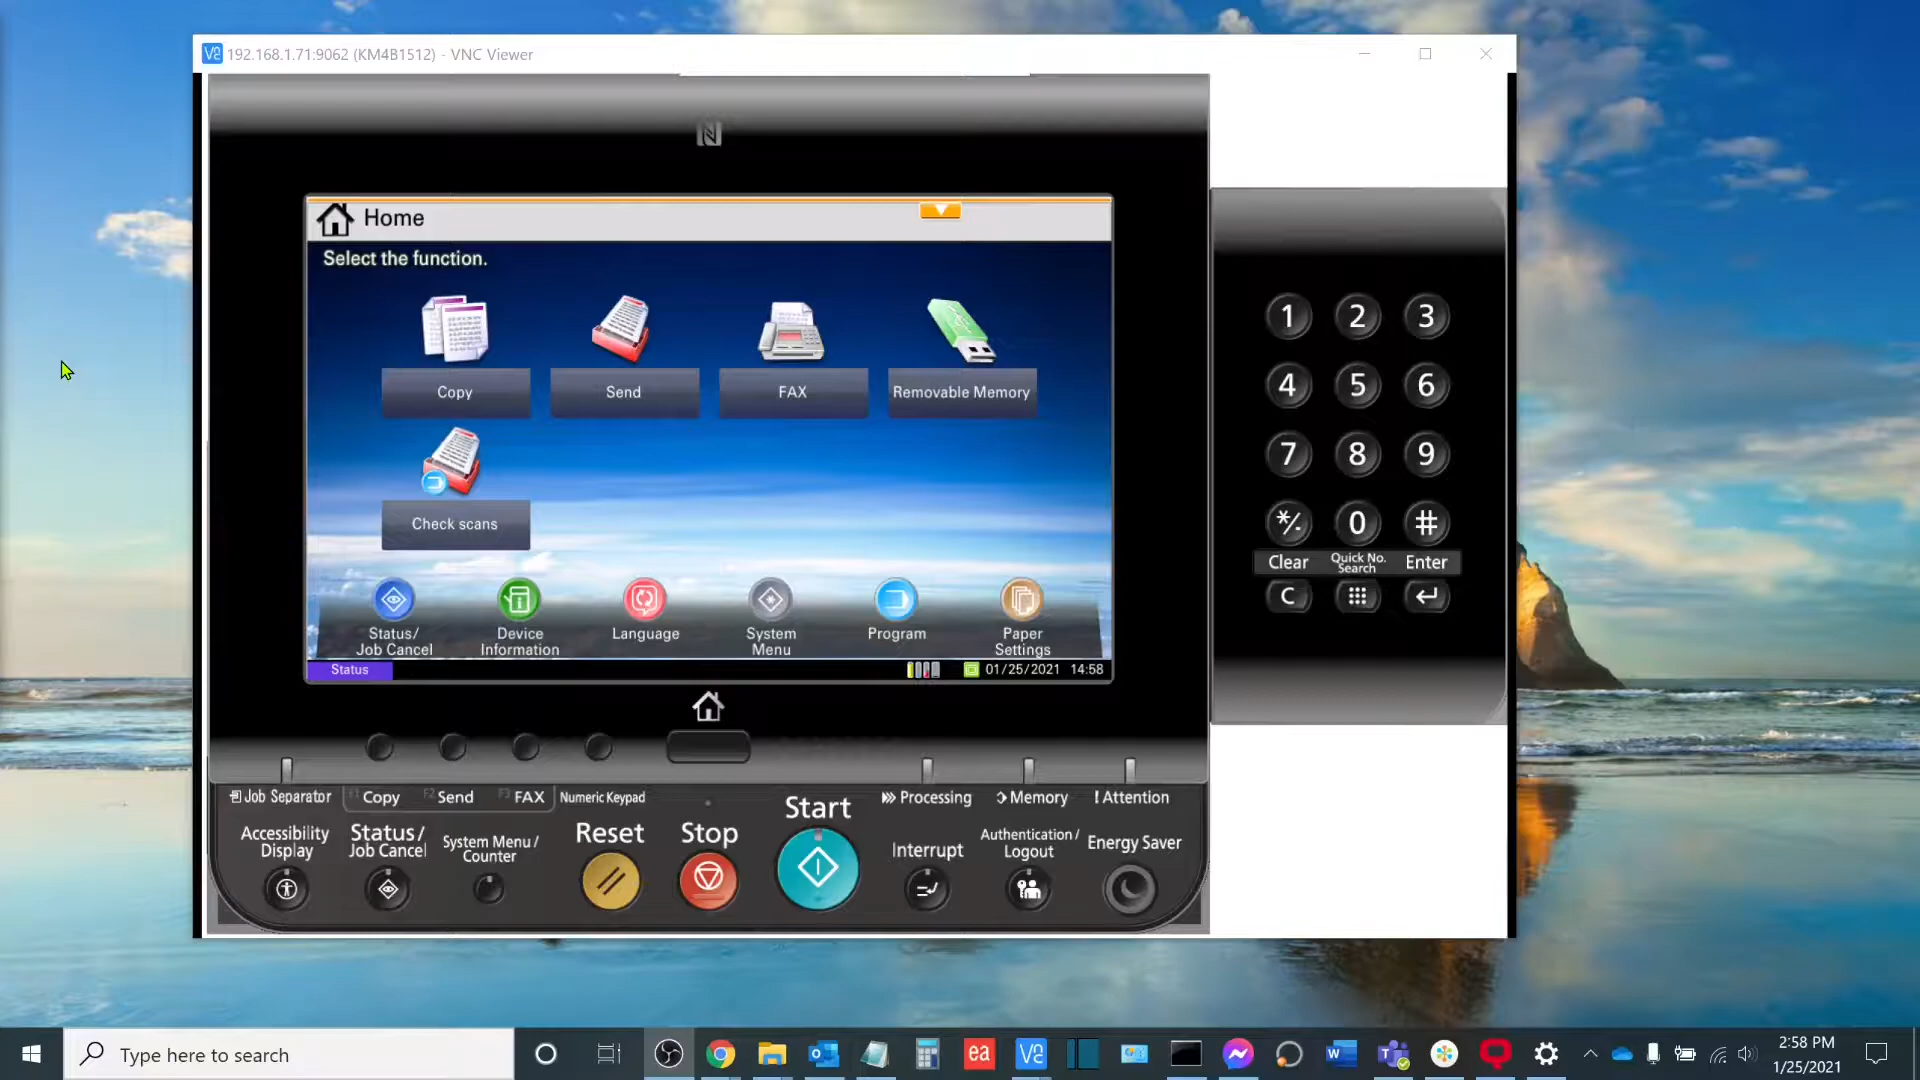 192.168.1.71:9062 (KM4B1512) - VNC Viewer
Home
Select the function.
Copy
Send
FAX
Removable Memory
Check scans
Status/
Job Cancel
Device
Information
Language
System
Menu
Program
Paper
Settings
Status
01/25/2021 14:58
1 2 3
4 5 6
7 8 9
*/. 0 #
Clear
Quick No.
Search
Enter
C
Job Separator
F1 Copy
F2 Send
F3 FAX
Numeric Keypad
Start
Processing
Memory
Attention
Accessibility
Display
Status/
Job Cancel
System Menu /
Counter
Reset
Stop
Interrupt
Authentication /
Logout
Energy Saver
Type here to search
ea
2:58 PM
1/25/2021